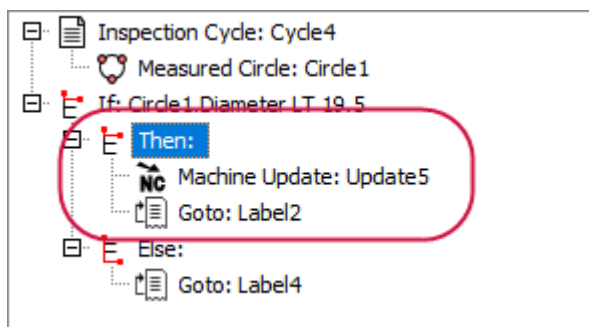 Inspection Cycle: Cycle4
Measured Circle: Circle1
If: Circle1.Diameter LT 19.5
Then:
NC Machine Update: Update5
Goto: Label2
Else:
Goto: Label4